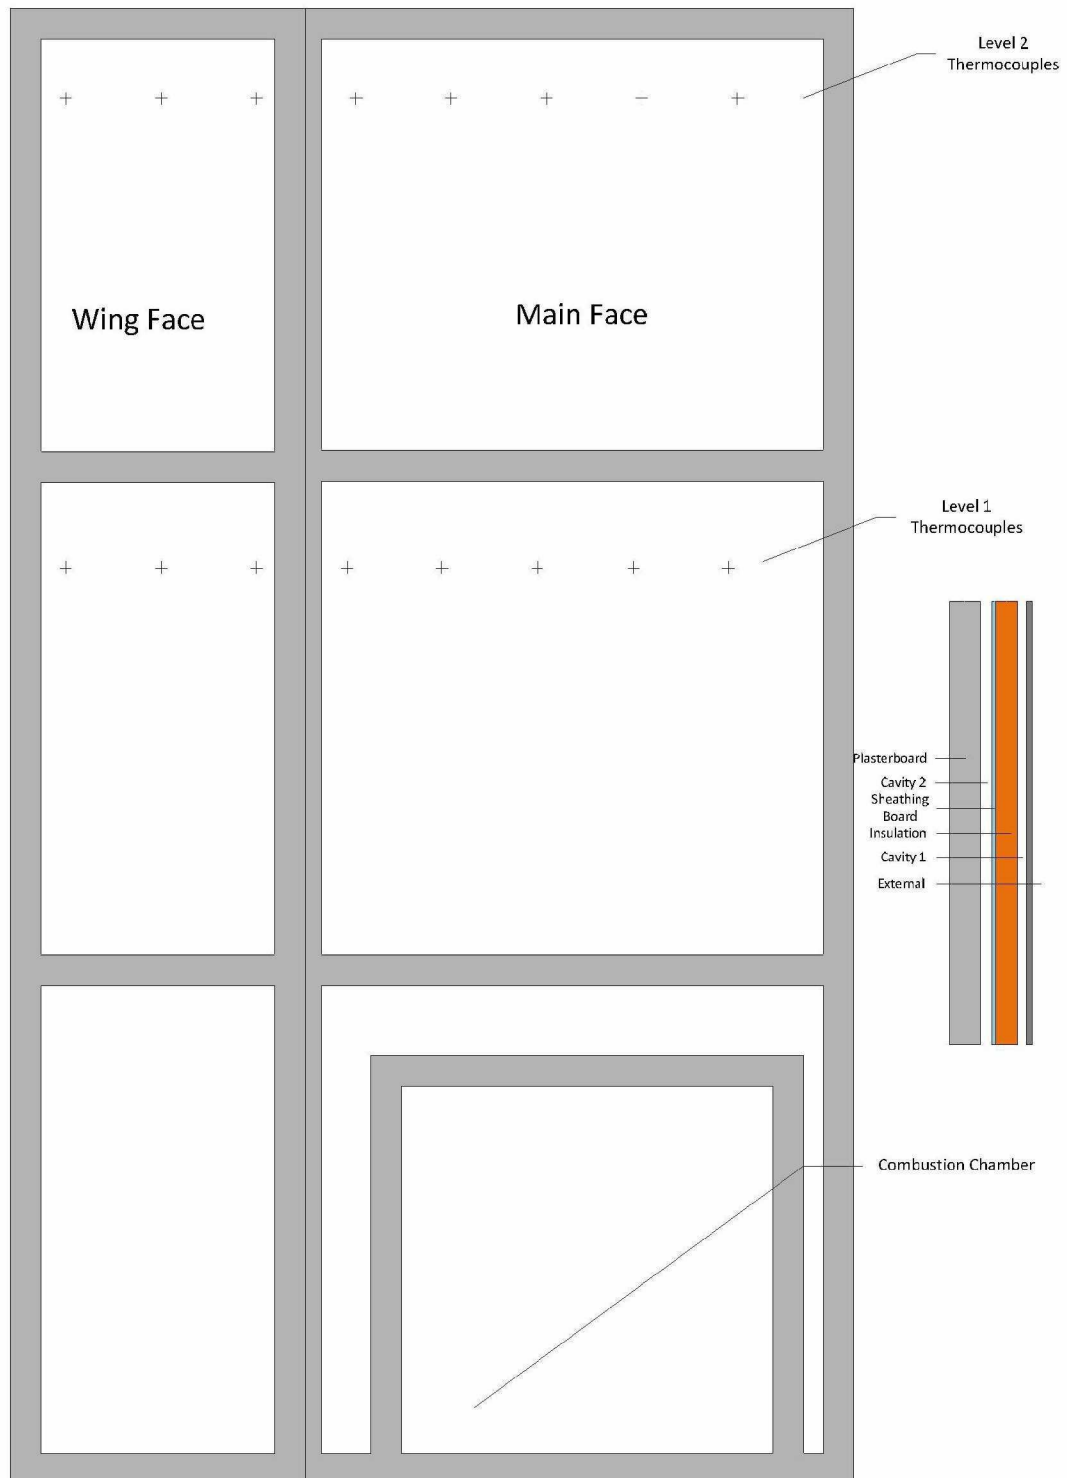 Level 2
Thermocouples
Wing Face
Main Face
Level 1
Thermocouples
Plasterboard
Cavity 2
Sheathing
Board
Insulation
Cavity 1
External
Combustion Chamber